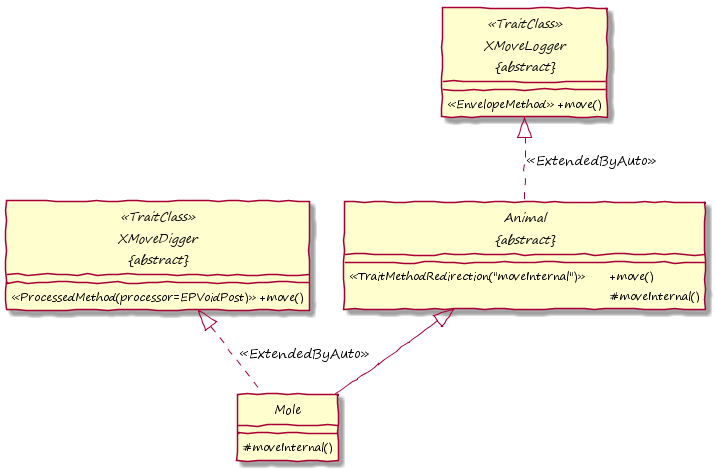 «TraitClass»
XMoveLogger
{abstract}
«EnvelopeMethod» +move()
«ExtendedByAuto»
«TraitClass»
XMoveDigger
{abstract}
«ProcessedMethod(processor=EPVoidPost)» +move()
Animal
{abstract}
«TraitMethodRedirection("moveInternal")» +move()
#moveInternal()
«ExtendedByAuto»
Mole
#moveInternal()